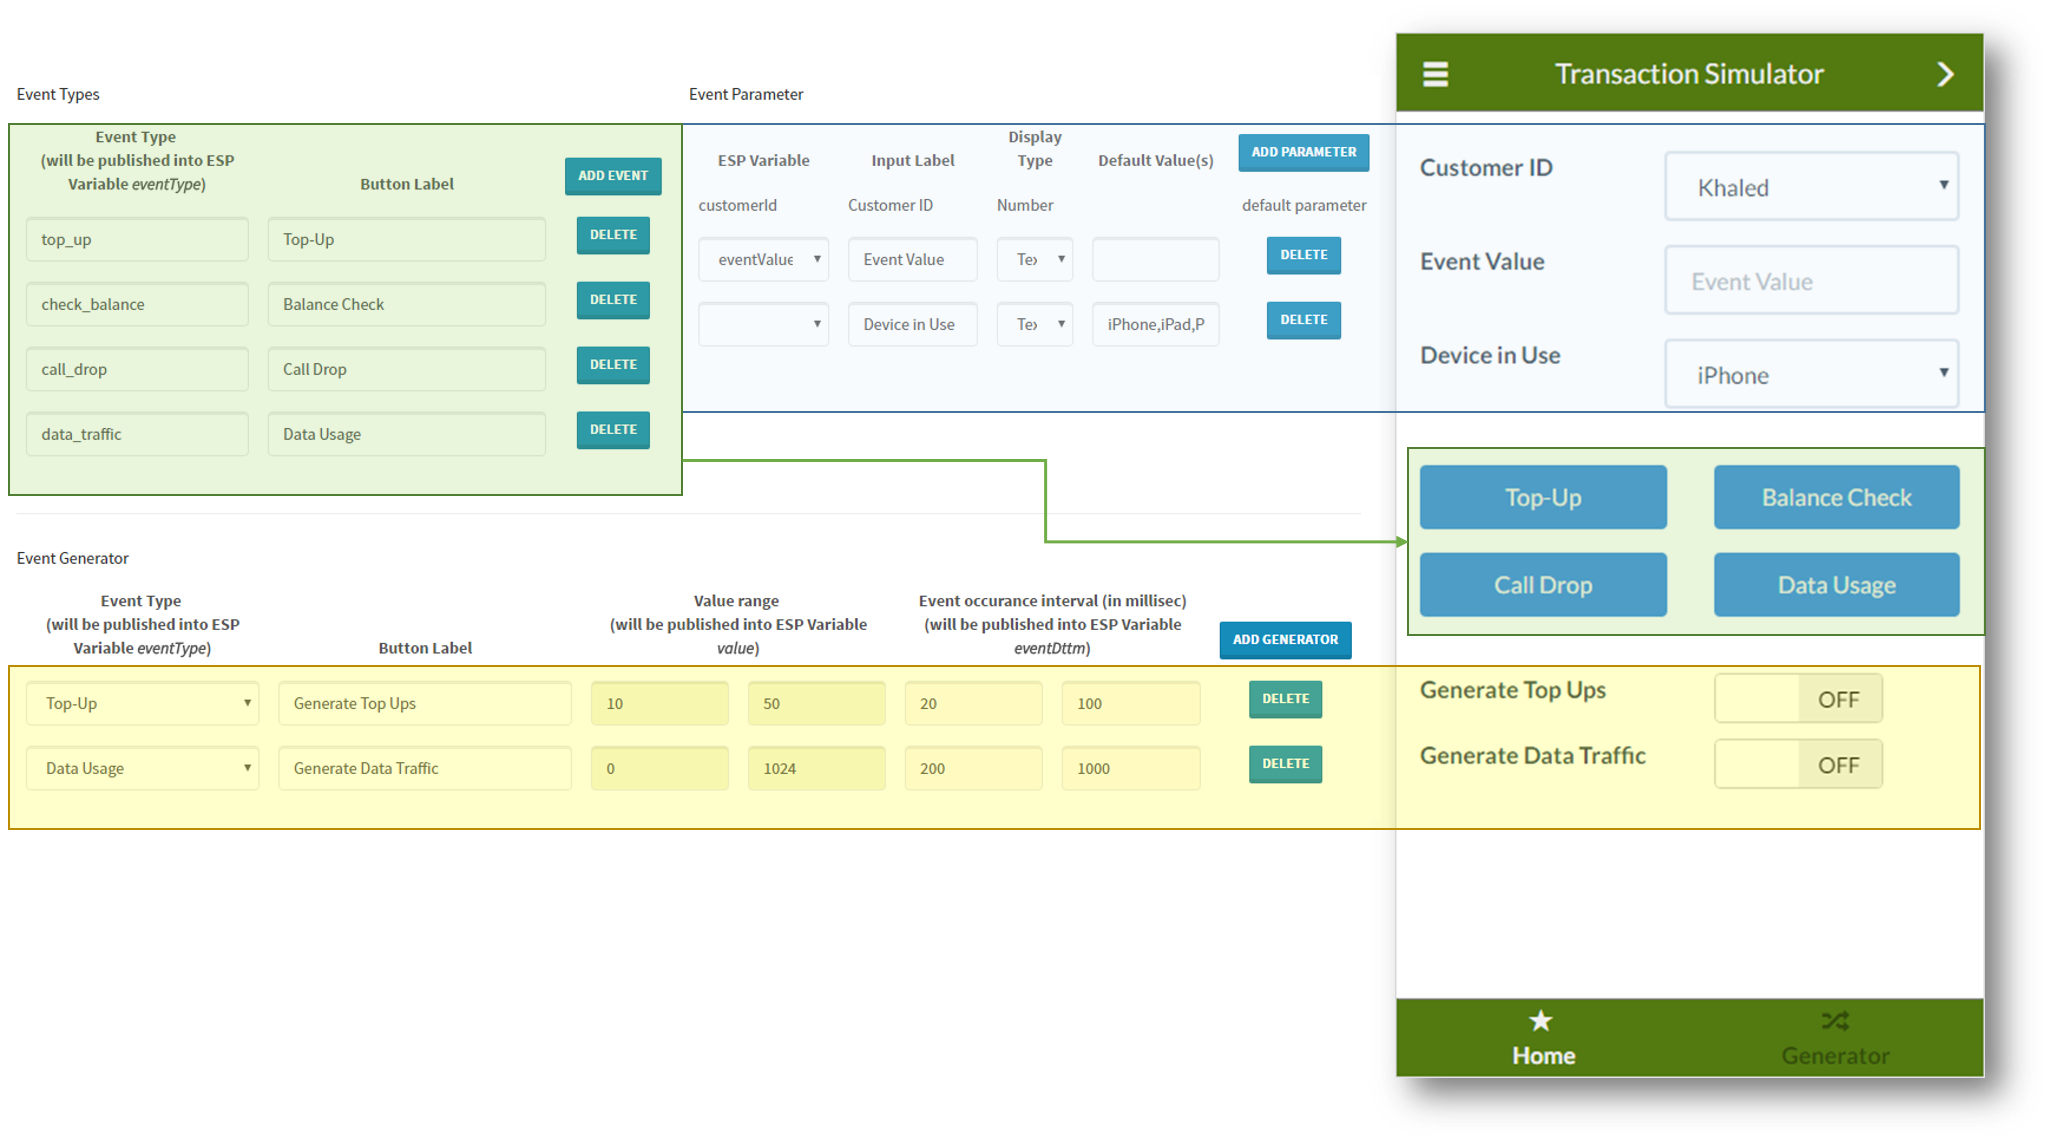 Event Types
Event Type
(will be published into ESP
Variable eventType)
Button Label
ADD EVENT
top_up
Top-Up
DELETE
check_balance
Balance Check
DELETE
call_drop
Call Drop
DELETE
data_traffic
Data Usage
DELETE
Event Parameter
ESP Variable
Input Label
Display
Type
Default Value(s)
ADD PARAMETER
customerId
Customer ID
Number
default parameter
eventValue
Event Value
Tex
DELETE
Device in Use
Tex
iPhone,iPad,P
DELETE
Event Generator
Event Type
(will be published into ESP
Variable eventType)
Button Label
Value range
(will be published into ESP Variable
value)
Event occurance interval (in millisec)
(will be published into ESP Variable
eventDttm)
ADD GENERATOR
Top-Up
Generate Top Ups
10
50
20
100
DELETE
Data Usage
Generate Data Traffic
0
1024
200
1000
DELETE
Transaction Simulator
Customer ID
Khaled
Event Value
Event Value
Device in Use
iPhone
Top-Up
Balance Check
Call Drop
Data Usage
Generate Top Ups
OFF
Generate Data Traffic
OFF
Home
Generator